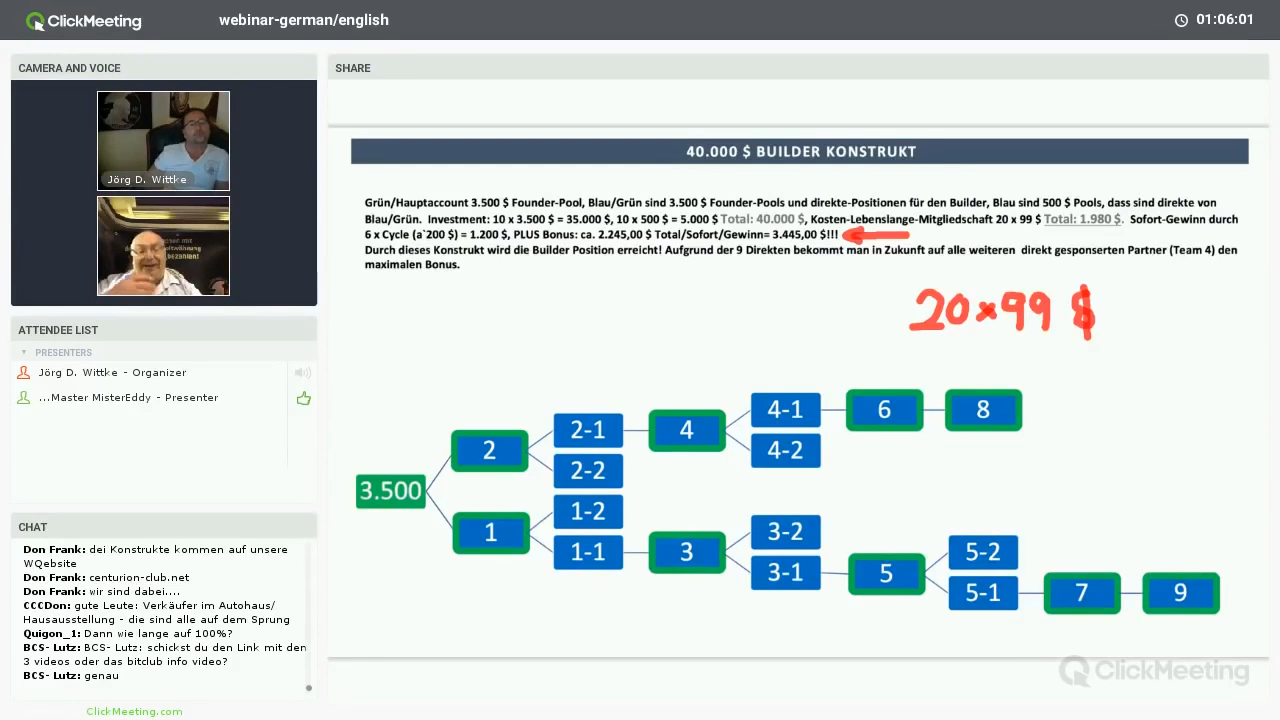 ClickMeeting
webinar-german/english
01:06:01
CAMERA AND VOICE
Jörg D. Wittke
ATTENDEE LIST
PRESENTERS
Jörg D. Wittke - Organizer
...Master MisterEddy - Presenter
CHAT
Don Frank: dei Konstrukte kommen auf unsere
WQebsite
Don Frank: centurion-club.net
Don Frank: wir sind dabei....
CCCDon: gute Leute: Verkäufer im Autohaus/
Hausausstellung - die sind alle auf dem Sprung
Quigon_1: Dann wie lange auf 100%?
BCS- Lutz: BCS- Lutz: schickst du den Link mit den
3 videos oder das bitclub info video?
BCS- Lutz: genau
ClickMeeting.com
SHARE
40.000 $ BUILDER KONSTRUKT
Grün/Hauptaccount 3.500 $ Founder-Pool, Blau/Grün sind 3.500 $ Founder-Pools und direkte-Positionen für den Builder, Blau sind 500 $ Pools, dass sind direkte von
Blau/Grün. Investment: 10 x 3.500 $ = 35.000 $, 10 x 500 $ = 5.000 $ Total: 40.000 $, Kosten-Lebenslange-Mitgliedschaft 20 x 99 $ Total: 1.980 $. Sofort-Gewinn durch
6 x Cycle (a`200 $) = 1.200 $, PLUS Bonus: ca. 2.245,00 $ Total/Sofort/Gewinn= 3.445,00 $!!!
Durch dieses Konstrukt wird die Builder Position erreicht! Aufgrund der 9 Direkten bekommt man in Zukunft auf alle weiteren direkt gesponserten Partner (Team 4) den
maximalen Bonus.
20x99 $
4-1 6 8
2-1 4
2 4-2
2-2
3.500
1-2
1 3-2
1-1 3 5-2
3-1 5
5-1 7 9
ClickMeeting